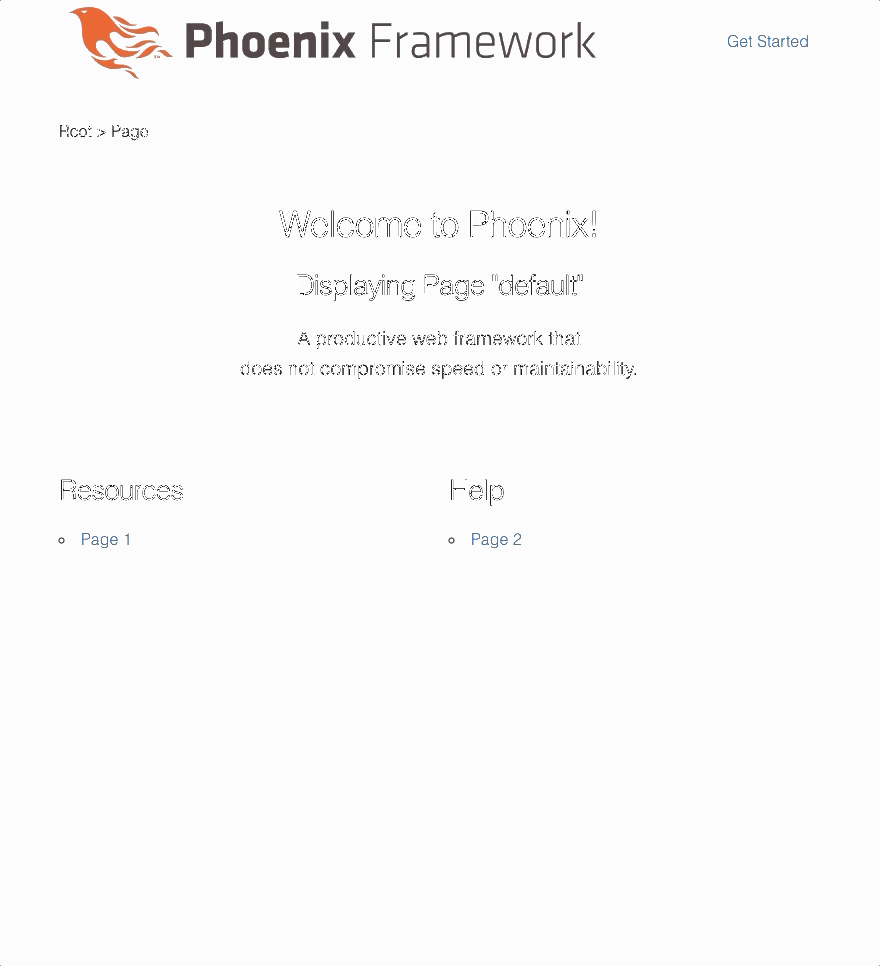 Phoenix Framework
Get Started
Root > Page
Welcome to Phoenix!
Displaying Page "default"
A productive web framework that
does not compromise speed or maintainability.
Resources
Help
Page 1
Page 2